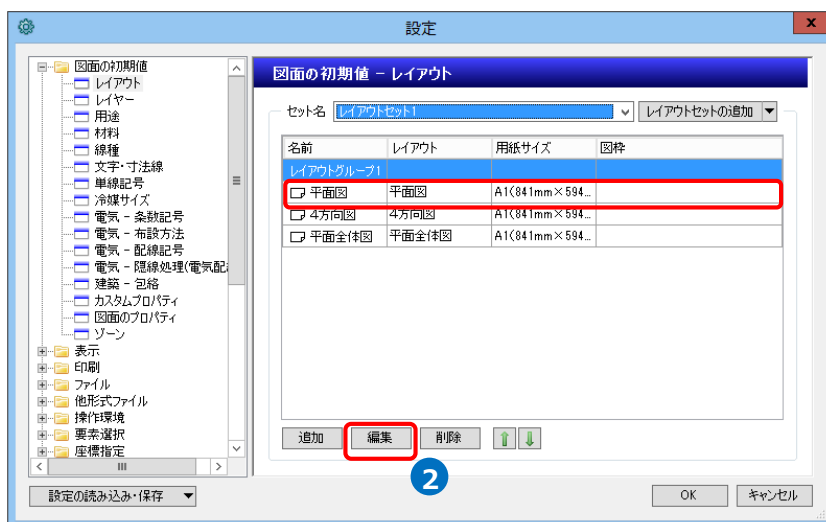 設定
x
図面の初期値
レイアウト
レイヤー
用途
材料
線種
文字・寸法線
単線記号
冷媒サイズ
電気 - 条数記号
電気 - 布設方法
電気 - 配線記号
電気 - 隠線処理(電気配
建築 - 包絡
カスタムプロパティ
図面のプロパティ
ゾーン
表示
印刷
ファイル
他形式ファイル
操作環境
要素選択
座標指定
設定の読み込み・保存
図面の初期値 - レイアウト
セット名 レイアウトセット1 レイアウトセットの追加
名前 レイアウト 用紙サイズ 図枠
レイアウトグループ1
平面図 平面図 A1(841mm×594...
4方向図 4方向図 A1(841mm×594...
平面全体図 平面全体図 A1(841mm×594...
追加 編集 削除
2
OK キャンセル